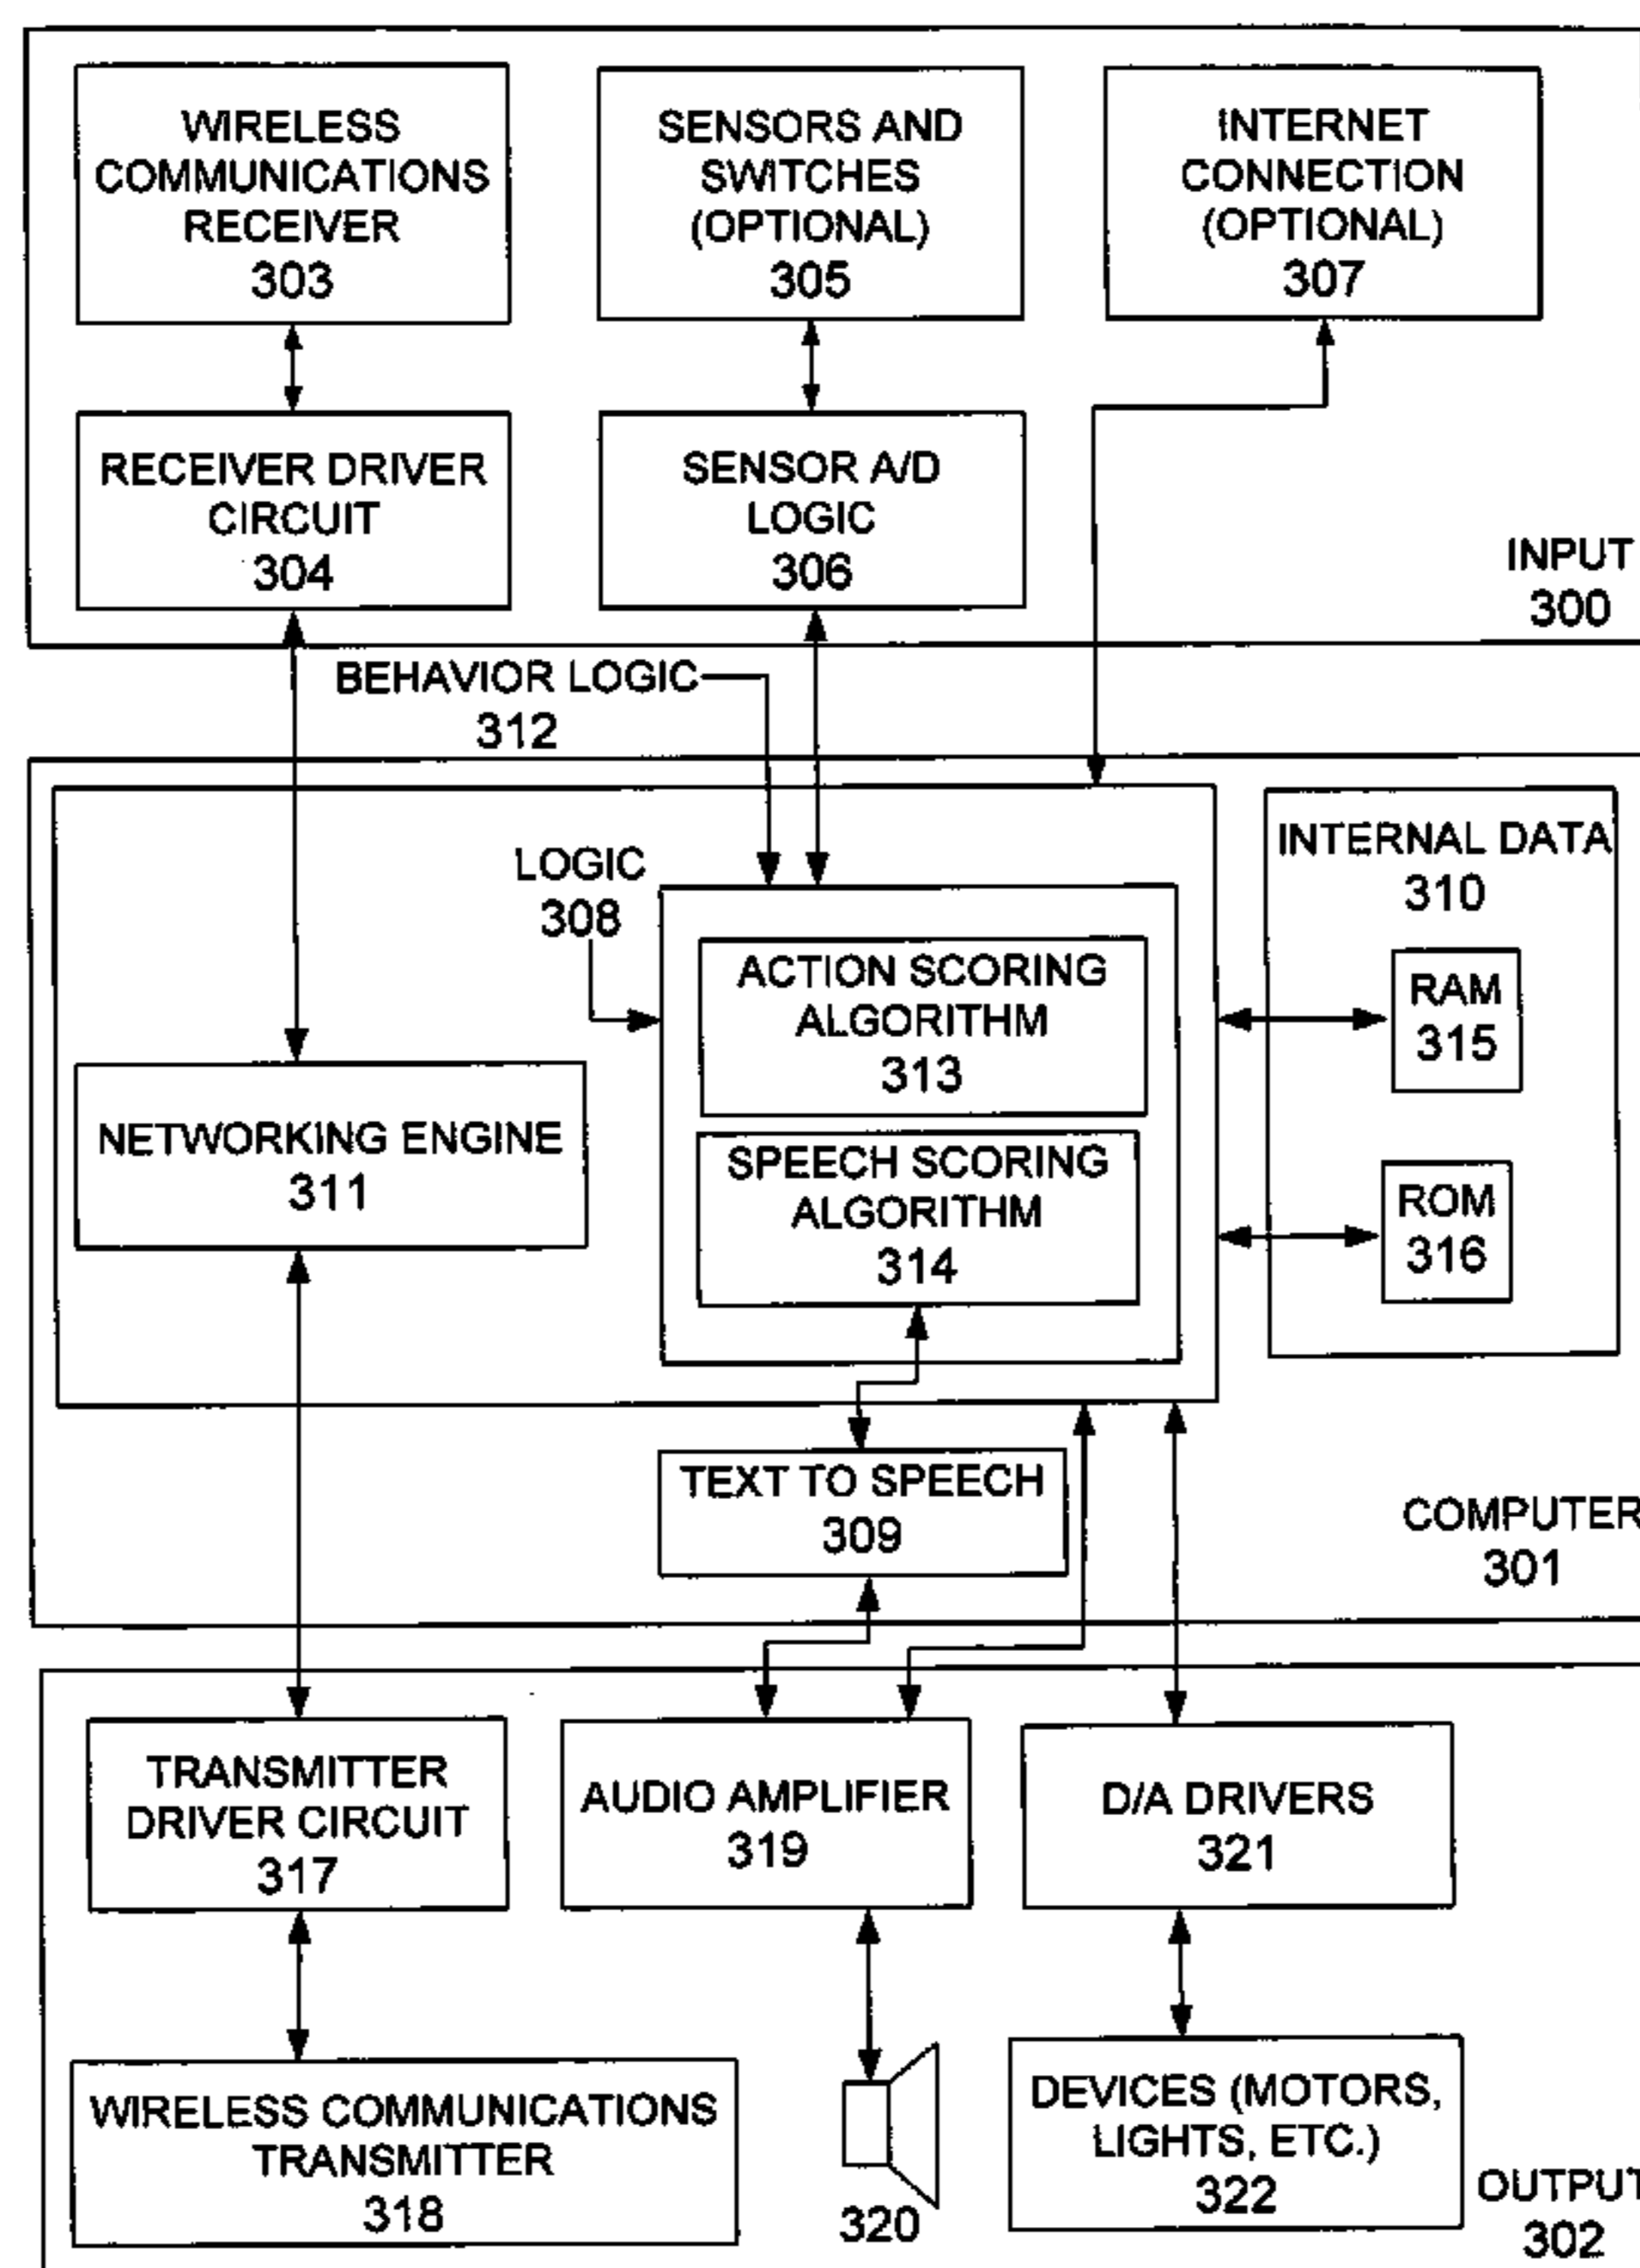 WIRELESS
COMMUNICATIONS
RECEIVER
303
SENSORS AND
SWITCHES
(OPTIONAL)
305
INTERNET
CONNECTION
(OPTIONAL)
307
RECEIVER DRIVER
CIRCUIT
304
SENSOR A/D
LOGIC
306
INPUT
300
BEHAVIOR LOGIC
312
LOGIC
308
ACTION SCORING
ALGORITHM
313
SPEECH SCORING
ALGORITHM
314
NETWORKING ENGINE
311
INTERNAL DATA
310
RAM
315
ROM
316
TEXT TO SPEECH
309
COMPUTER
301
TRANSMITTER
DRIVER CIRCUIT
317
AUDIO AMPLIFIER
319
D/A DRIVERS
321
WIRELESS COMMUNICATIONS
TRANSMITTER
318
320
DEVICES (MOTORS,
LIGHTS, ETC.)
322
OUTPUT
302